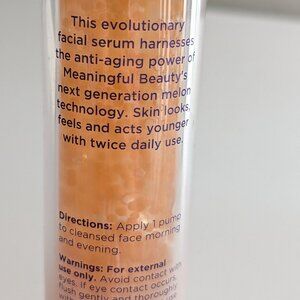 This evolutionary
facial serum harnesses
the anti-aging power of
Meaningful Beauty's
next generation melon
technology. Skin looks,
feels and acts younger
with twice daily use.
Directions: Apply 1 pump
to cleansed face morning
and evening.
Warnings: For external
use only. Avoid contact with
eyes. If eye contact occurs,
flush gently and thoroughly
with